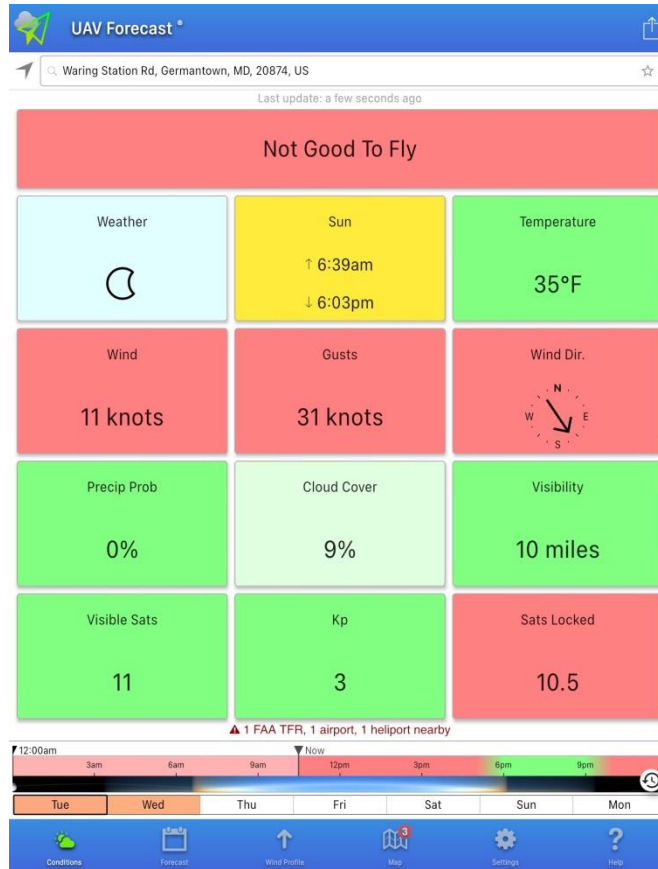 UAV Forecast
Waring Station Rd, Germantown, MD, 20874, US
Last update: a few seconds ago
Not Good To Fly
Weather
Sun
↑ 6:39am
↓ 6:03pm
Temperature
35°F
Wind
11 knots
Gusts
31 knots
Wind Dir.
N
W
E
S
Precip Prob
0%
Cloud Cover
9%
Visibility
10 miles
Visible Sats
11
Kp
3
Sats Locked
10.5
1 FAA TFR, 1 airport, 1 heliport nearby
12:00am Now
3am 6am 9am 12pm 3pm 6pm 9pm
Tue Wed Thu Fri Sat Sun Mon
3
Conditions Forecast Wind Profile Map Settings Help